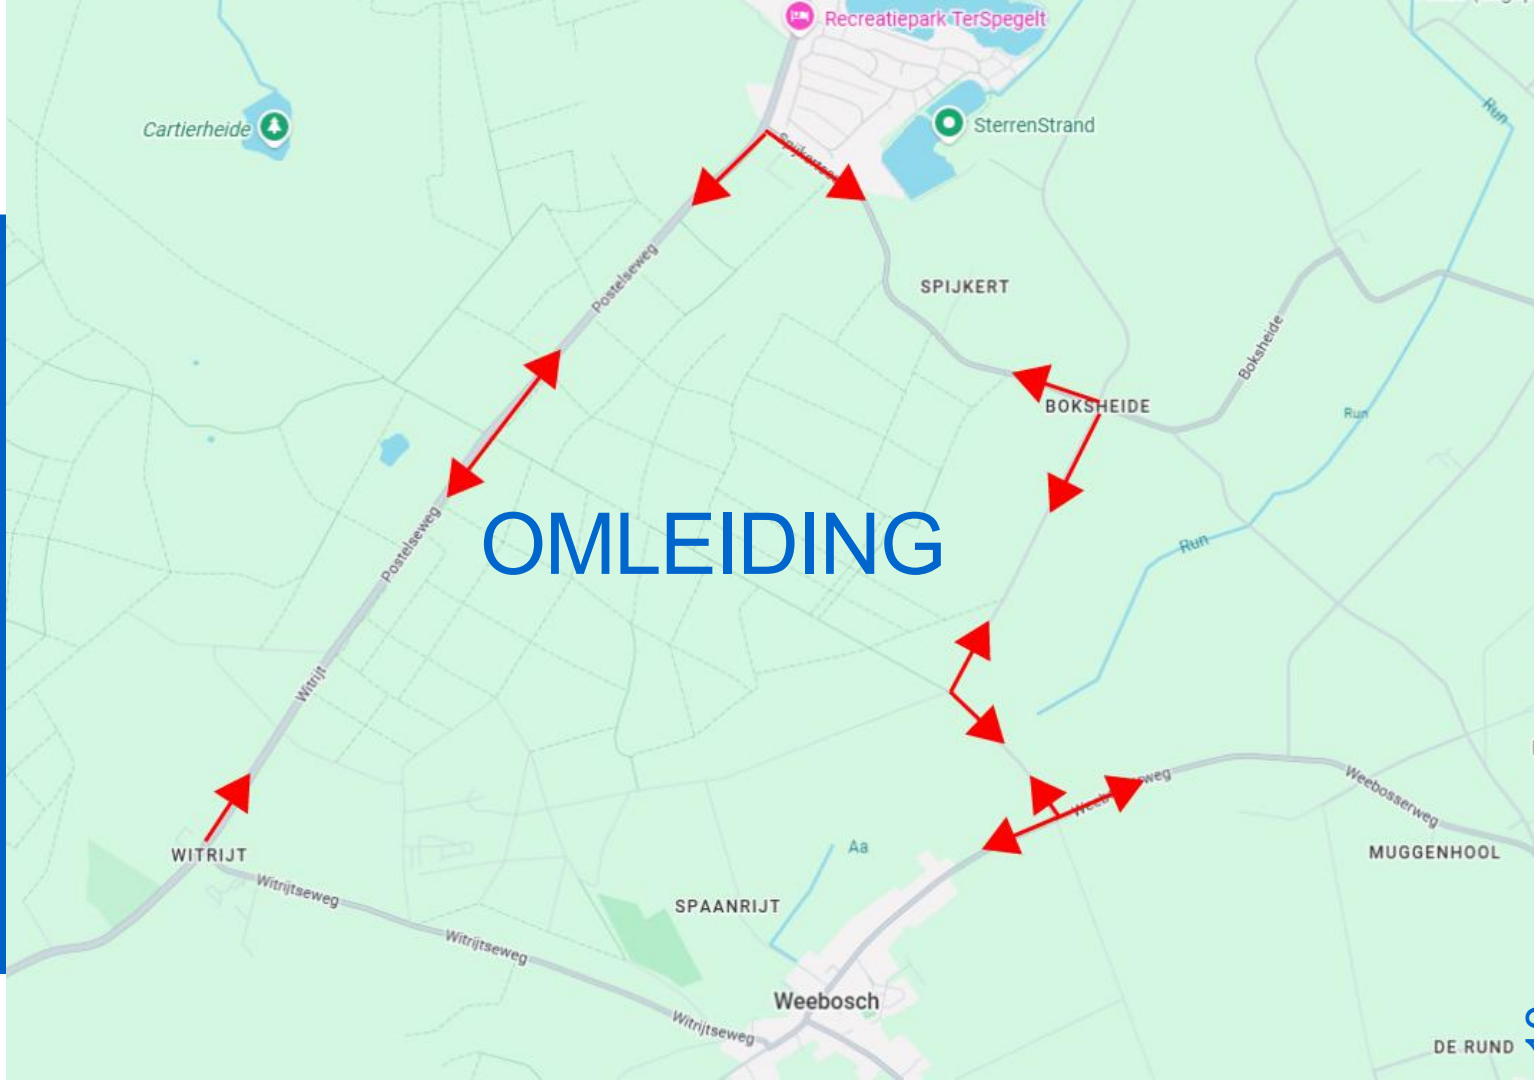 Recreatiepark TerSpegelt
Cartierheide
SterrenStrand
Run
Postelseweg
SPIJKERT
Boksheide
BOKSHEIDE
Run
OMLEIDING
Postelseweg
Run
Witrijt
Weebosserweg
MUGGENHOOL
WITRIJT
Aa
Witrijtseweg
SPAANRIJT
Witrijtseweg
Weebosch
Witrijtseweg
DE RUND